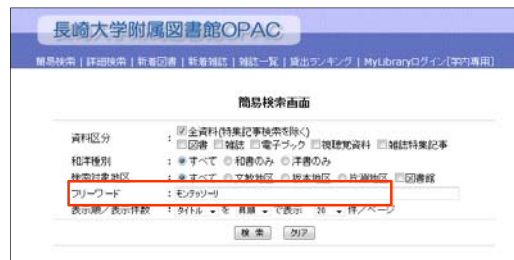 長崎大学附属図書館OPAC
簡易検索 | 詳細検索 | 新着図書 | 新着雑誌 | 雑誌一覧 | 貸出ランキング | MyLibraryログイン[学内専用]
簡易検索画面
資料区分 : 全資料(特集記事検索を除く)
図書 雑誌 電子ブック 視聴覚資料 雑誌特集記事
和洋種別 : すべて 和書のみ 洋書のみ
検索対象地区 : すべて 文教地区 坂本地区 片淵地区 図書館
フリーワード : モンテッソーリ
表示順/表示件数 : タイトル を 昇順 で表示 20 件/ページ
検索 クリア